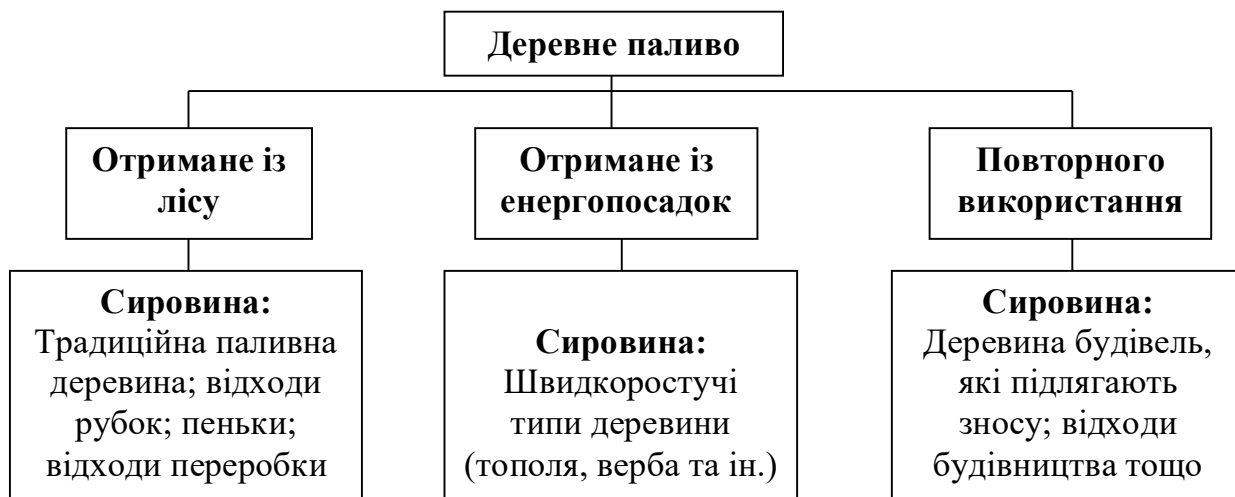 Деревне паливо
Отримане із
лісу
Отримане із
енергопосадок
Повторного
використання
Сировина:
Традиційна паливна
деревина; відходи
рубок; пеньки;
відходи переробки
Сировина:
Швидкоростучі
типи деревини
(тополя, верба та ін.)
Сировина:
Деревина будівель,
які підлягають
зносу; відходи
будівництва тощо